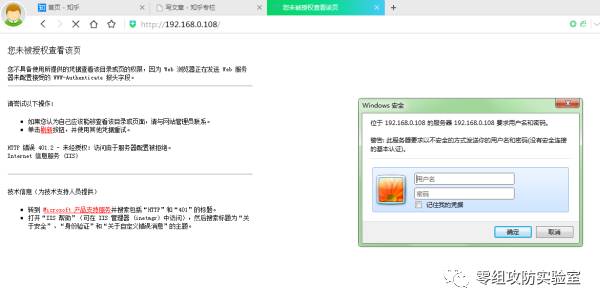 首页 - 知乎
写文章 - 知乎专栏
您未被授权查看该页
http://192.168.0.108/
您未被授权查看该页
您不具备使用所提供的凭据查看该目录或页的权限，因为 Web 浏览器正在发送 Web 服务
器未配置接受的 WWW-Authenticate 报头字段。
请尝试以下操作：
如果您认为自己应该能够查看该目录或页面，请与网站管理员联系。
单击刷新按钮，并使用其他凭据重试。
HTTP 错误 401.2 - 未经授权：访问由于服务器配置被拒绝。
Internet 信息服务 (IIS)
技术信息（为技术支持人员提供）
转到 Microsoft 产品支持服务并搜索包括“HTTP”和“401”的标题。
打开“IIS 帮助”（可在 IIS 管理器 (inetmgr) 中访问），然后搜索标题为“关
于安全”、“身份验证”和“关于自定义错误消息”的主题。
Windows 安全
位于 192.168.0.108 的服务器 192.168.0.108 要求用户名和密码。
警告: 此服务器要求以不安全的方式发送你的用户名和密码(没有安全连接
的基本认证)。
用户名
密码
记住我的凭据
确定
取消
零组攻防实验室